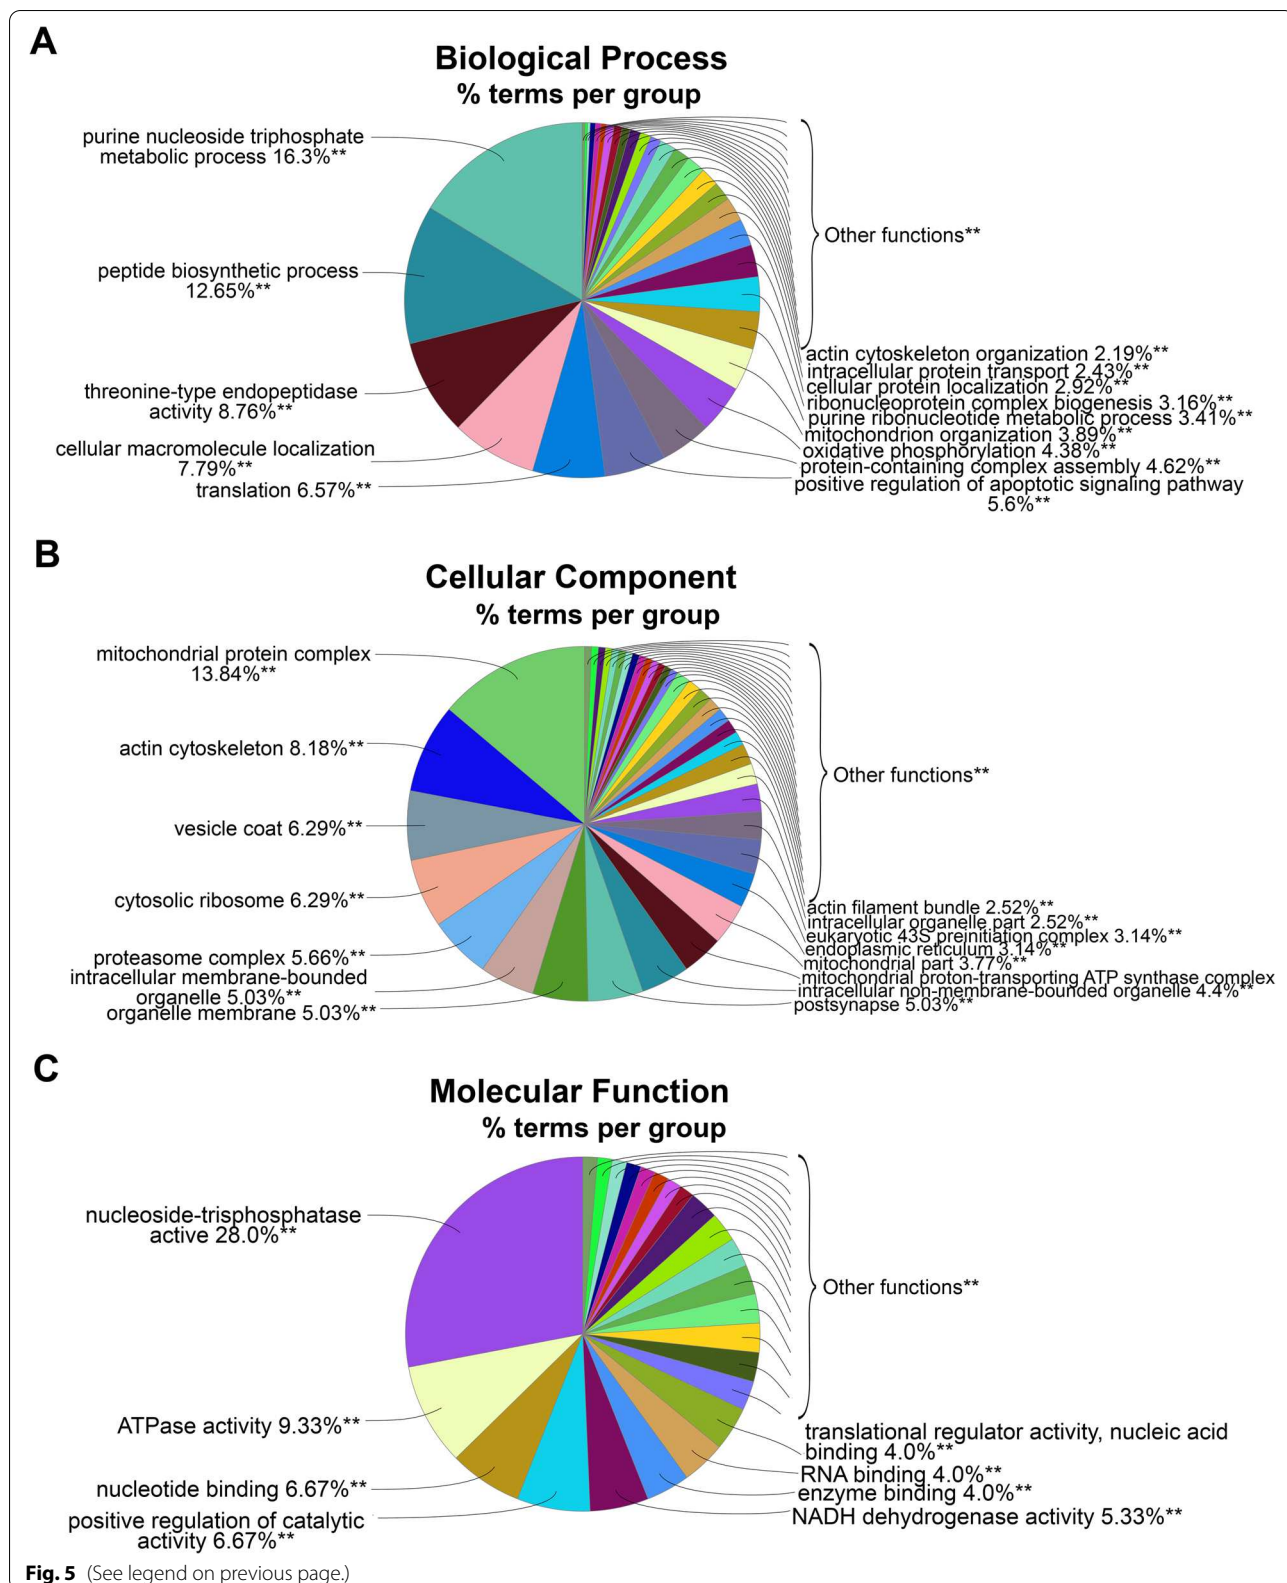 A
Biological Process
% terms per group
purine nucleoside triphosphate
metabolic process 16.3%**
peptide biosynthetic process
12.65%**
threonine-type endopeptidase
activity 8.76%**
cellular macromolecule localization
7.79%**
translation 6.57%**
Other functions**
actin cytoskeleton organization 2.19%**
intracellular protein transport 2.43%**
cellular protein localization 2.92%**
ribonucleoprotein complex biogenesis 3.16%**
purine ribonucleotide metabolic process 3.41%**
mitochondrion organization 3.89%**
oxidative phosphorylation 4.38%**
protein-containing complex assembly 4.62%**
positive regulation of apoptotic signaling pathway
5.6%**
B
Cellular Component
% terms per group
mitochondrial protein complex
13.84%**
actin cytoskeleton 8.18%**
vesicle coat 6.29%**
cytosolic ribosome 6.29%**
proteasome complex 5.66%**
intracellular membrane-bounded
organelle 5.03%**
organelle membrane 5.03%**
Other functions**
actin filament bundle 2.52%**
intracellular organelle part 2.52%**
eukaryotic 43S preinitiation complex 3.14%**
endoplasmic reticulum 3.14%**
mitochondrial part 3.77%**
mitochondrial proton-transporting ATP synthase complex
intracellular non-membrane-bounded organelle 4.4%**
postsynapse 5.03%**
C
Molecular Function
% terms per group
nucleoside-trisphosphatase
active 28.0%**
ATPase activity 9.33%**
nucleotide binding 6.67%**
positive regulation of catalytic
activity 6.67%**
Other functions**
translational regulator activity, nucleic acid
binding 4.0%**
RNA binding 4.0%**
enzyme binding 4.0%**
NADH dehydrogenase activity 5.33%**
Fig. 5 (See legend on previous page.)